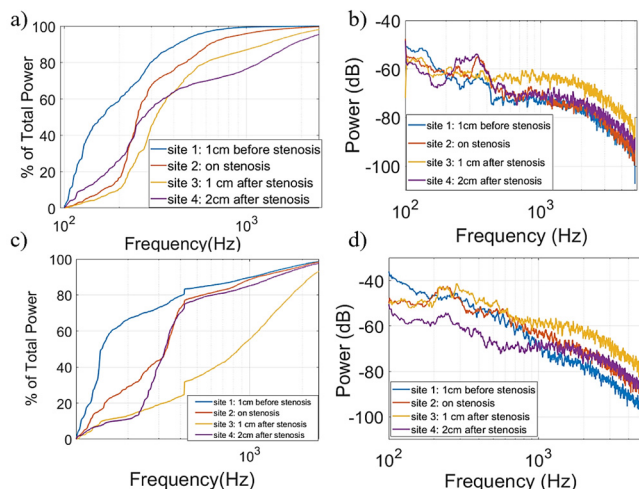 a)
% of Total Power
100
80
60
40
20
0
site 1: 1cm before stenosis
site 2: on stenosis
site 3: 1 cm after stenosis
site 4: 2cm after stenosis
10²
10³
Frequency(Hz)
b)
Power (dB)
-40
-60
-80
-100
site 1: 1cm before stenosis
site 2: on stenosis
site 3: 1 cm after stenosis
site 4: 2cm after stenosis
10²
10³
Frequency (Hz)
c)
% of Total Power
100
80
60
40
20
0
site 1: 1cm before stenosis
site 2: on stenosis
site 3: 1 cm after stenosis
site 4: 2cm after stenosis
10³
Frequency(Hz)
d)
Power (dB)
-40
-60
-80
-100
site 1: 1cm before stenosis
site 2: on stenosis
site 3: 1 cm after stenosis
site 4: 2cm after stenosis
10²
10³
Frequency (Hz)